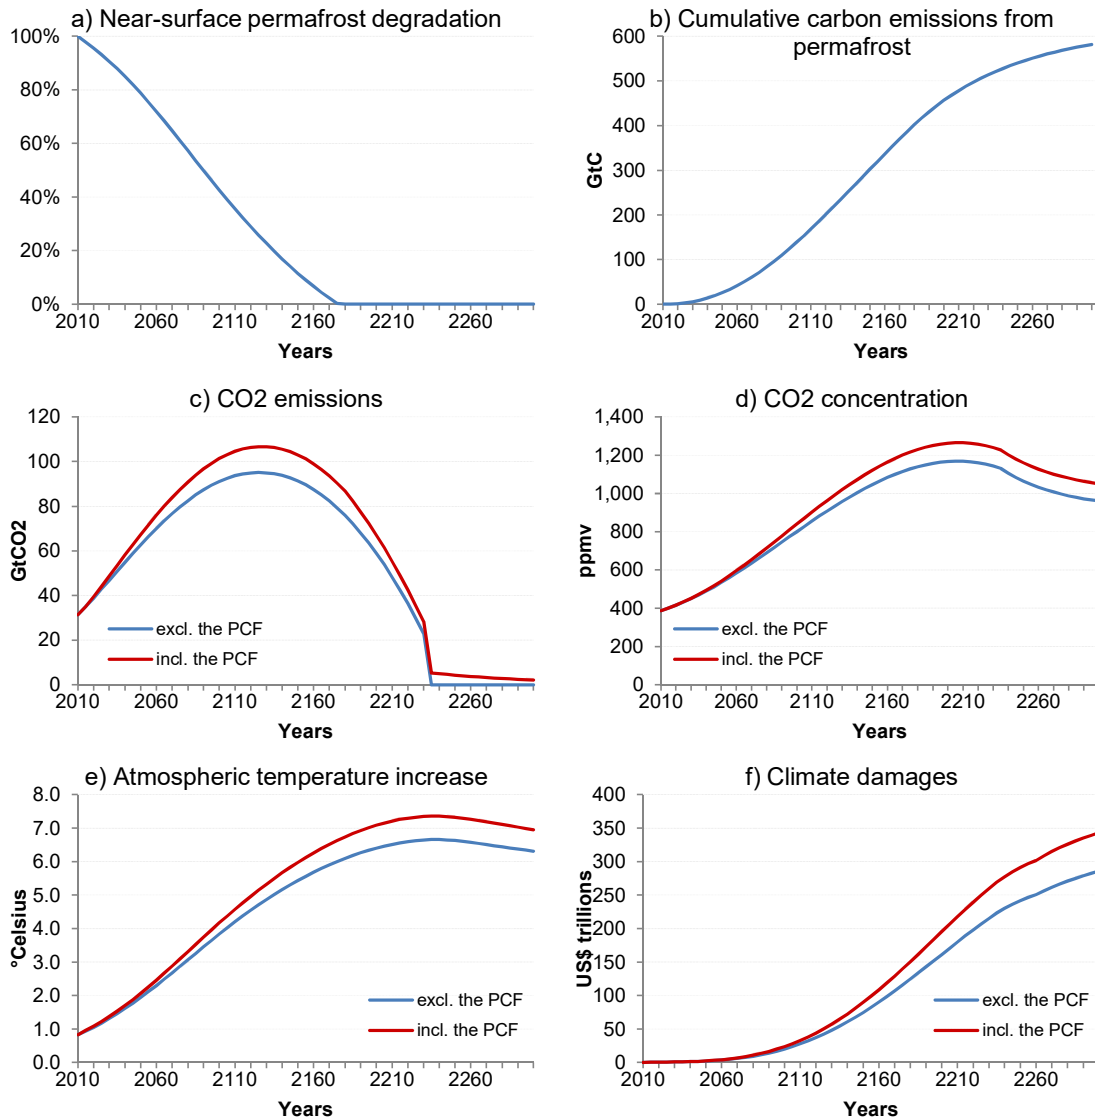 a) Near-surface permafrost degradation
100%
80%
60%
40%
20%
0%
2010 2060 2110 2160 2210 2260
Years
b) Cumulative carbon emissions from
permafrost
600
500
400
300
200
100
0
GtC
2010 2060 2110 2160 2210 2260
Years
c) CO2 emissions
120
100
80
60
40
20
0
GtCO2
excl. the PCF
incl. the PCF
2010 2060 2110 2160 2210 2260
Years
d) CO2 concentration
1,400
1,200
1,000
800
600
400
200
0
ppmv
excl. the PCF
incl. the PCF
2010 2060 2110 2160 2210 2260
Years
e) Atmospheric temperature increase
8.0
7.0
6.0
5.0
4.0
3.0
2.0
1.0
0.0
°Celsius
excl. the PCF
incl. the PCF
2010 2060 2110 2160 2210 2260
Years
f) Climate damages
400
350
300
250
200
150
100
50
0
US$ trillions
excl. the PCF
incl. the PCF
2010 2060 2110 2160 2210 2260
Years